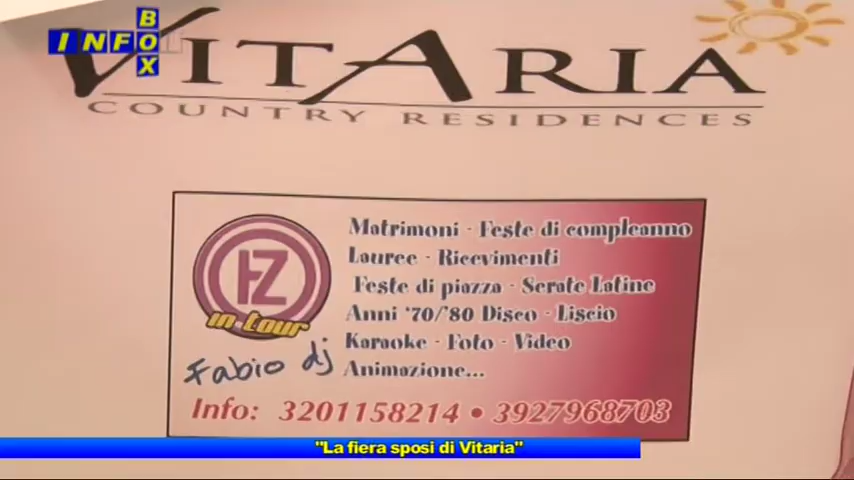 INFO BOX
VITARIA
COUNTRY RESIDENCES
Matrimoni - Feste di compleanno
Lauree - Ricevimenti
Feste di piazza - Serate Latine
Anni '70/'80 Disco - Liscio
Karaoke - Foto - Video
Animazione...
HZ
in tour
Fabio dj
Info: 3201158214 • 3927968703
"La fiera sposi di Vitaria"